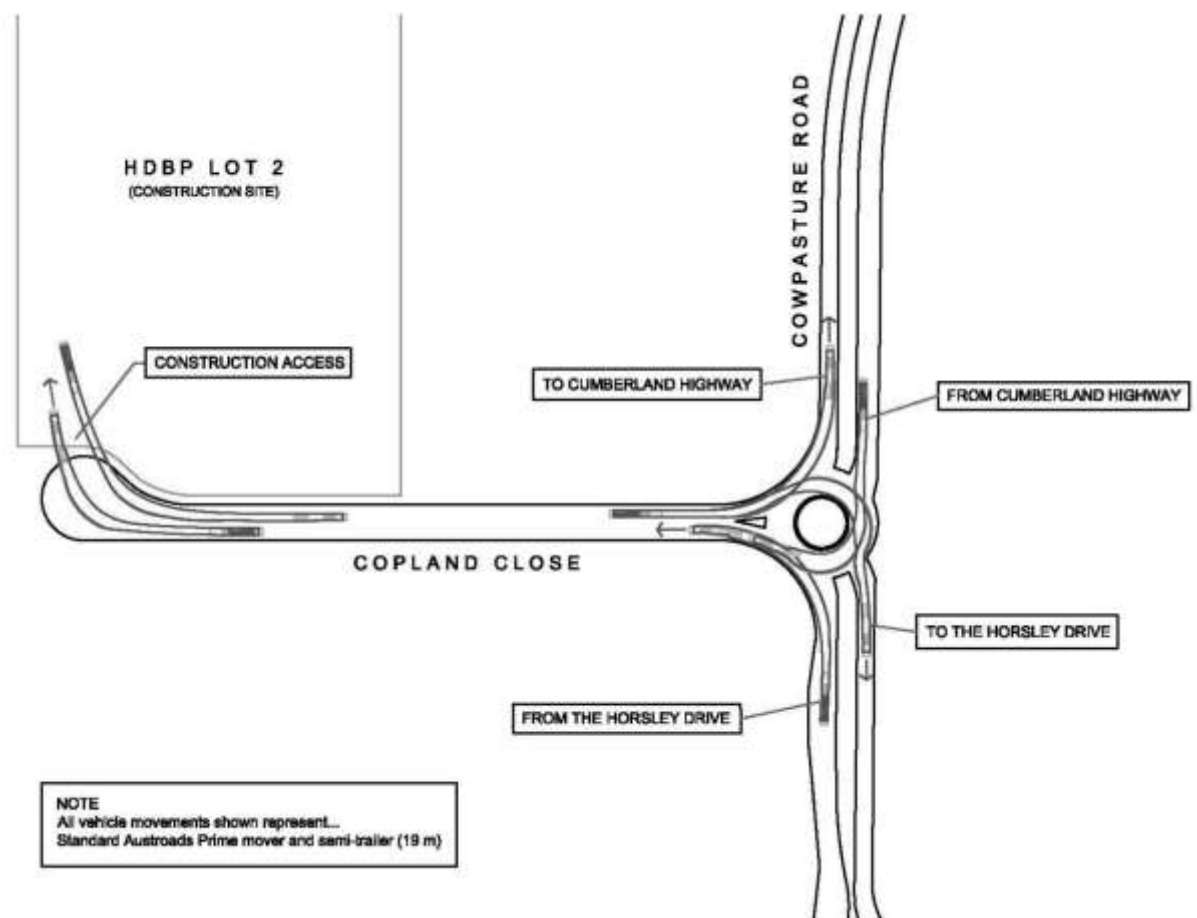 HDBP LOT 2
(CONSTRUCTION SITE)
COWPASTURE ROAD
CONSTRUCTION ACCESS
TO CUMBERLAND HIGHWAY
FROM CUMBERLAND HIGHWAY
COPLAND CLOSE
TO THE HORSLEY DRIVE
FROM THE HORSLEY DRIVE
NOTE
All vehicle movements shown represent...
Standard Austroads Prime mover and semi-trailer (19 m)